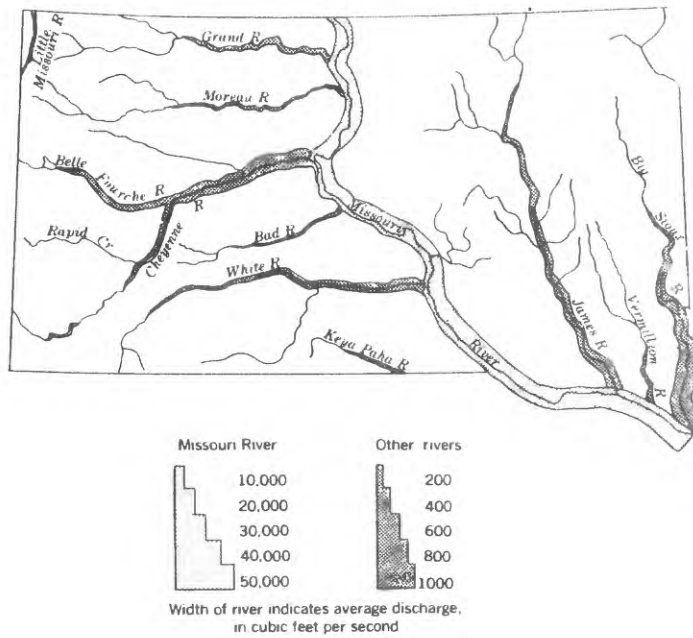 Little
Missouri R
Grand R
Moreau R
Belle
Fourche R
R
Rapid Cr
Cheyenne
Bad R
White R
Missouri
River
Keya Paha R
James R
Vermillion
R
Big
Sioux
R
Missouri River
10,000
20,000
30,000
40,000
50,000
Other rivers
200
400
600
800
1000
Width of river indicates average discharge,
in cubic feet per second